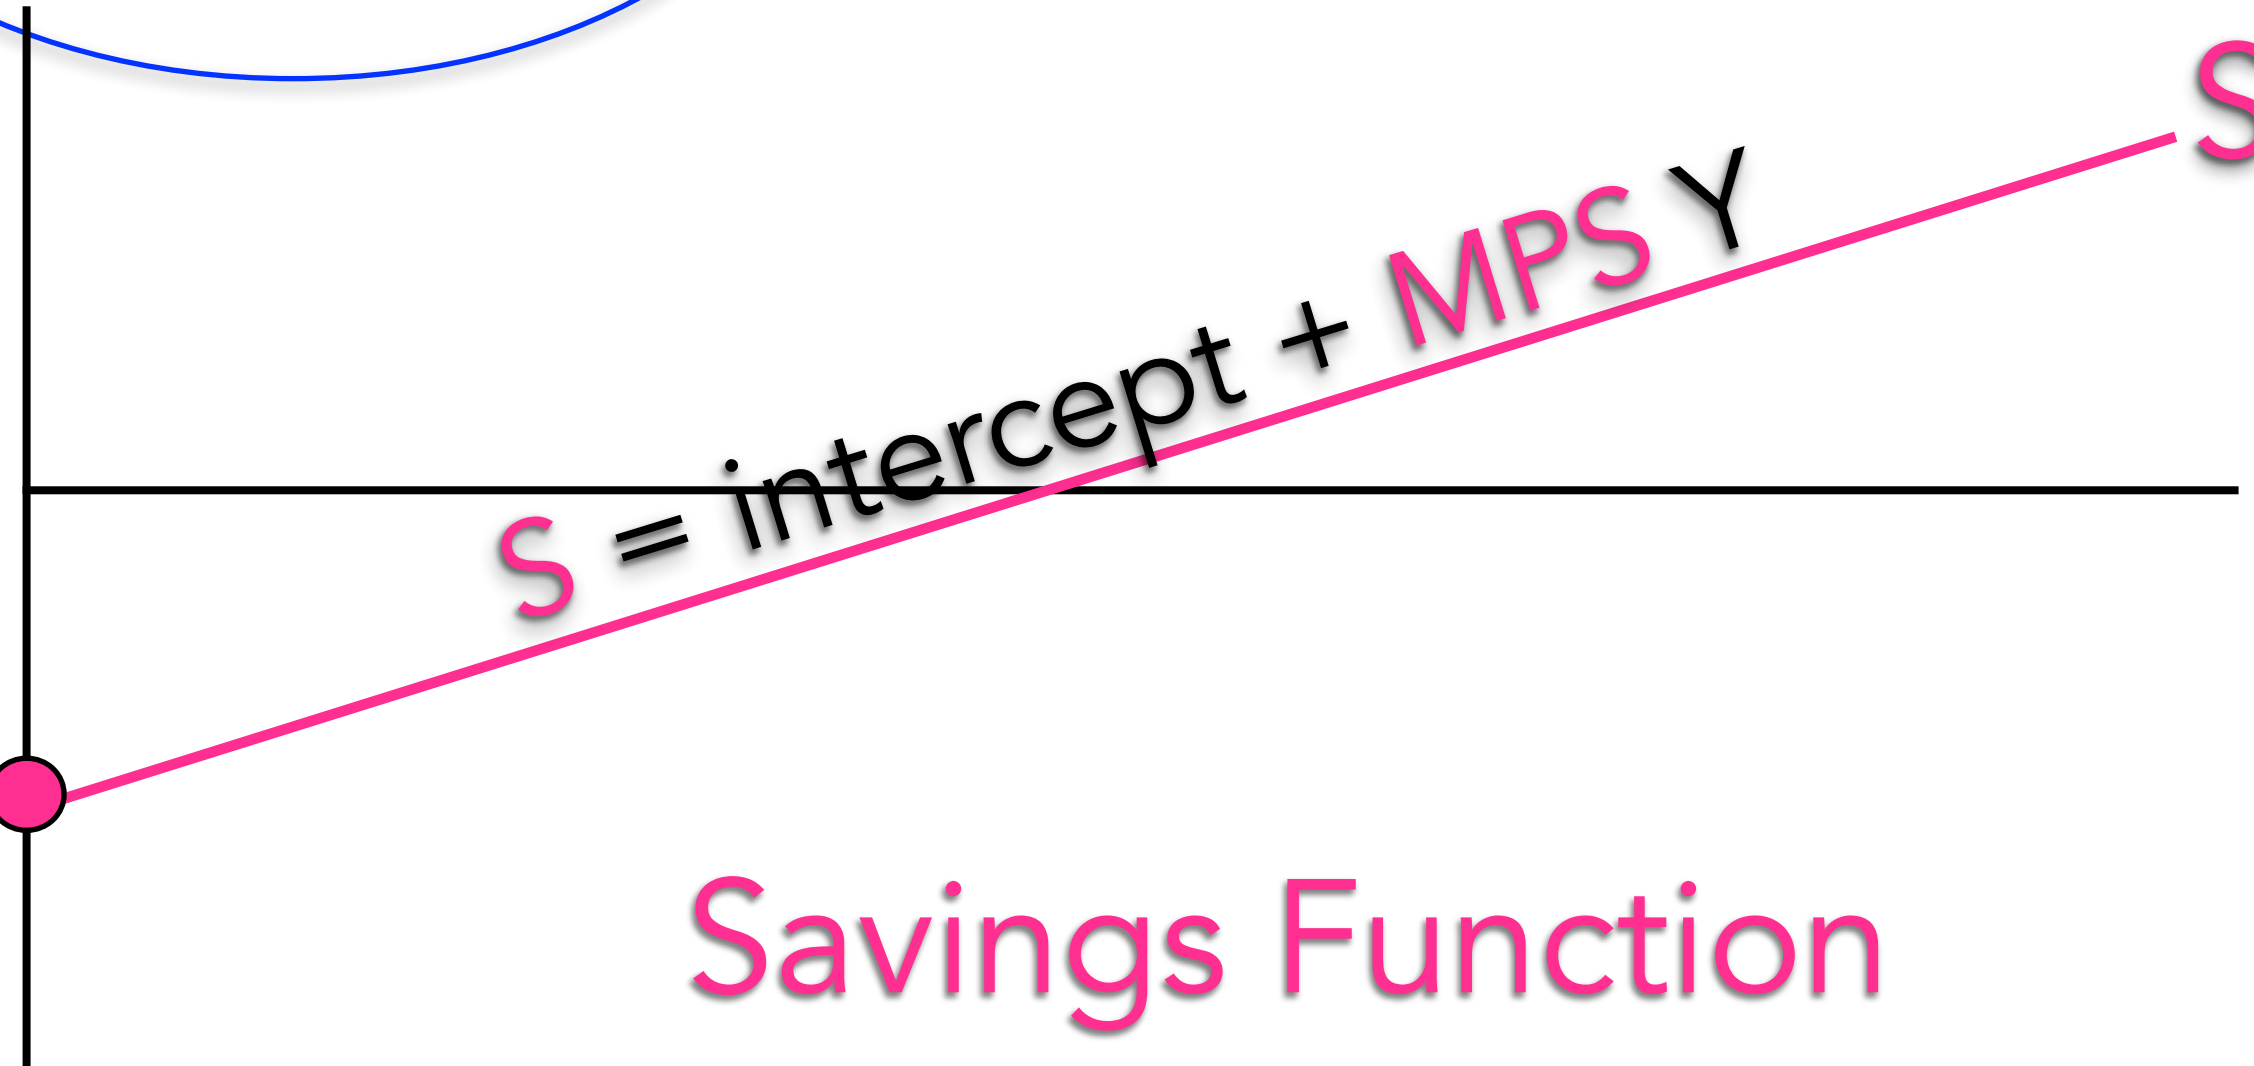 S
S = intercept + MPS Y
Savings Function